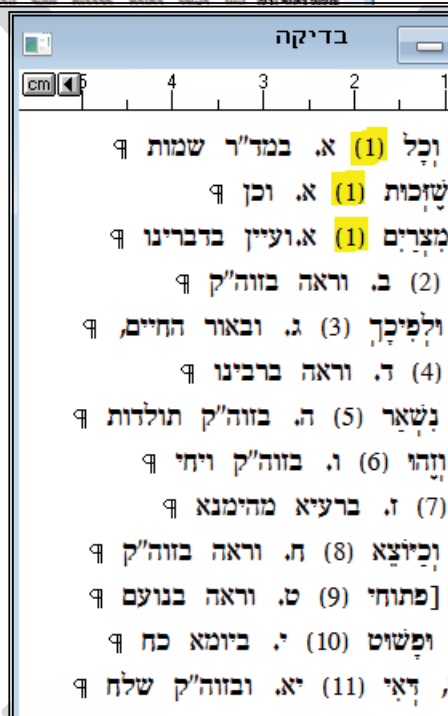 בדיקה
cm 5 4 3 2 1
וְכָל (1) א. במד"ר שמות ¶
שֶׁזְּכוּת (1) א. וכן ¶
מִצְרַיִם (1) א.ועיין בדברינו ¶
(2) ב. וראה בזוה"ק ¶
וּלְפִיכָךְ (3) ג. ובאור החיים, ¶
(4) ד. וראה ברבינו ¶
נִשְׁאַר (5) ה. בזוה"ק תולדות ¶
וְזֶהוּ (6) ו. בזוה"ק ויחי ¶
(7) ז. ברעיא מהימנא ¶
וְכַיּוֹצֵא (8) ח. וראה בזוה"ק ¶
[פתוחי (9) ט. וראה בנועם ¶
וּפָשׁוּט (10) י. ביומא כח ¶
, דְּאִי (11) יא. ובזוה"ק שלח ¶